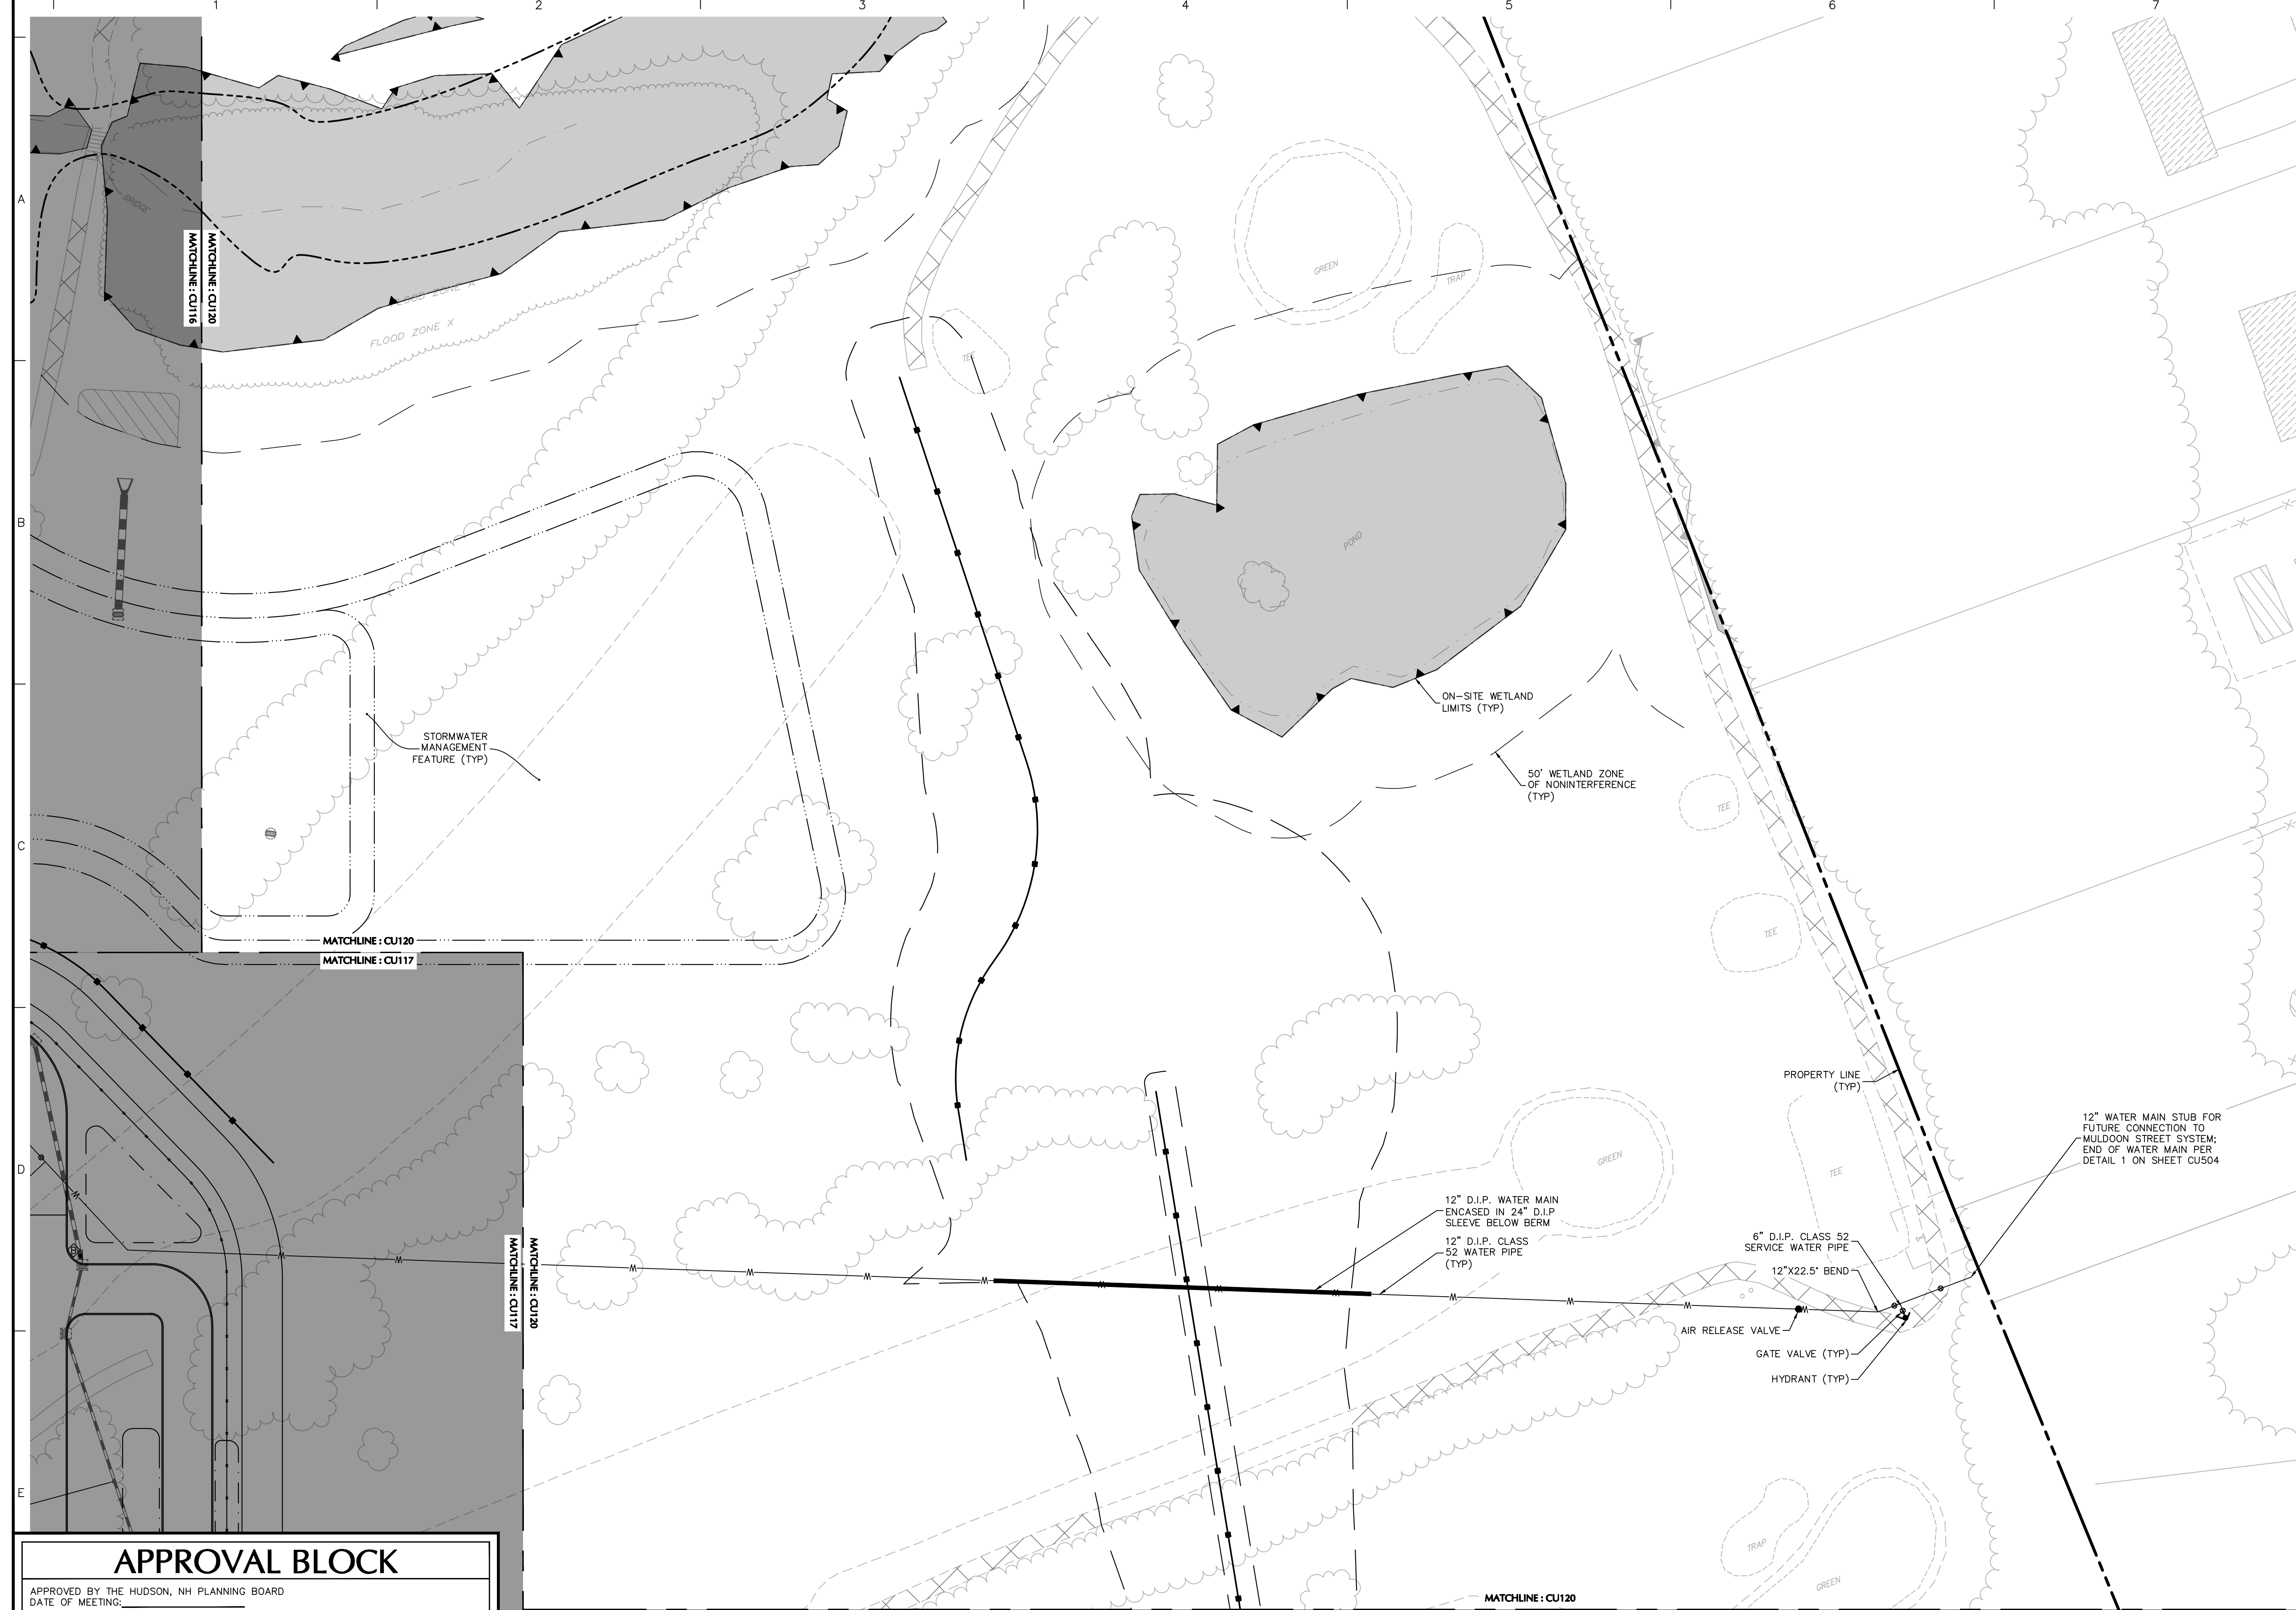 1 2 3 4 5 6 7
A
BRIDGE
MATCHLINE : CU116
MATCHLINE : CU120
FLOOD ZONE A
FLOOD ZONE X
GREEN
TRAP
TEE
B
POND
ON-SITE WETLAND
LIMITS (TYP)
STORMWATER
MANAGEMENT
FEATURE (TYP)
50' WETLAND ZONE
OF NONINTERFERENCE
(TYP)
TEE
C
TEE
MATCHLINE : CU120
MATCHLINE : CU117
PROPERTY LINE
(TYP)
12" WATER MAIN STUB FOR
FUTURE CONNECTION TO
MULDOON STREET SYSTEM;
END OF WATER MAIN PER
DETAIL 1 ON SHEET CU504
D
GREEN
TEE
12" D.I.P. WATER MAIN
ENCASED IN 24" D.I.P
SLEEVE BELOW BERM
12" D.I.P. CLASS
52 WATER PIPE
(TYP)
6" D.I.P. CLASS 52
SERVICE WATER PIPE
12"X22.5° BEND
MATCHLINE : CU117
MATCHLINE : CU120
AIR RELEASE VALVE
GATE VALVE (TYP)
HYDRANT (TYP)
E
TRAP
GREEN
APPROVAL BLOCK
APPROVED BY THE HUDSON, NH PLANNING BOARD
DATE OF MEETING:
MATCHLINE : CU120